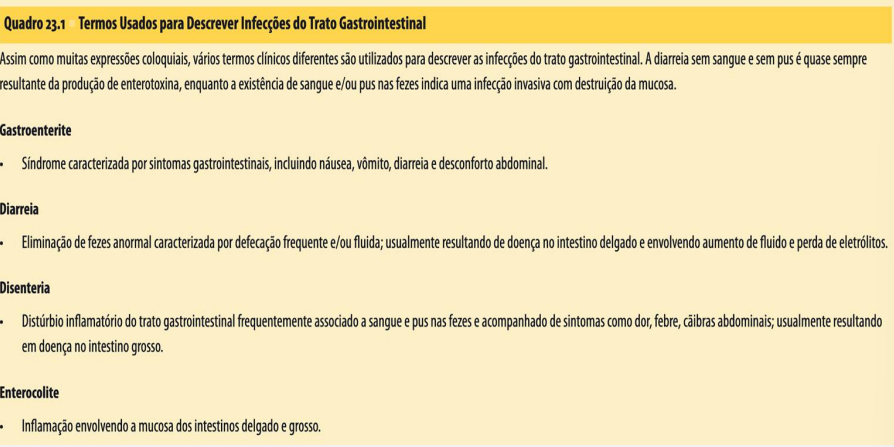 Quadro 23.1 Termos Usados para Descrever Infecções do Trato Gastrointestinal
Assim como muitas expressões coloquiais, vários termos clínicos diferentes são utilizados para descrever as infecções do trato gastrointestinal. A diarreia sem sangue e sem pus é quase sempre
resultante da produção de enterotoxina, enquanto a existência de sangue e/ou pus nas fezes indica uma infecção invasiva com destruição da mucosa.
Gastroenterite
• Síndrome caracterizada por sintomas gastrointestinais, incluindo náusea, vômito, diarreia e desconforto abdominal.
Diarreia
• Eliminação de fezes anormal caracterizada por defecação frequente e/ou fluida; usualmente resultando de doença no intestino delgado e envolvendo aumento de fluido e perda de eletrólitos.
Disenteria
• Distúrbio inflamatório do trato gastrointestinal frequentemente associado a sangue e pus nas fezes e acompanhado de sintomas como dor, febre, cãibras abdominais; usualmente resultando
em doença no intestino grosso.
Enterocolite
• Inflamação envolvendo a mucosa dos intestinos delgado e grosso.